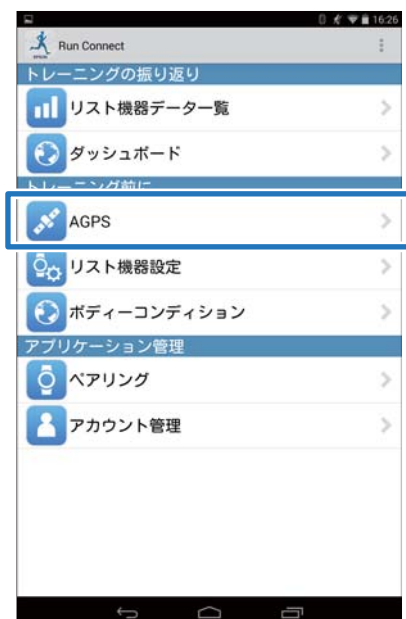 16:26
Run Connect
EPSON
トレーニングの振り返り
リスト機器データ一覧
ダッシュボード
トレーニング前に
AGPS
リスト機器設定
ボディーコンディション
アプリケーション管理
ペアリング
アカウント管理